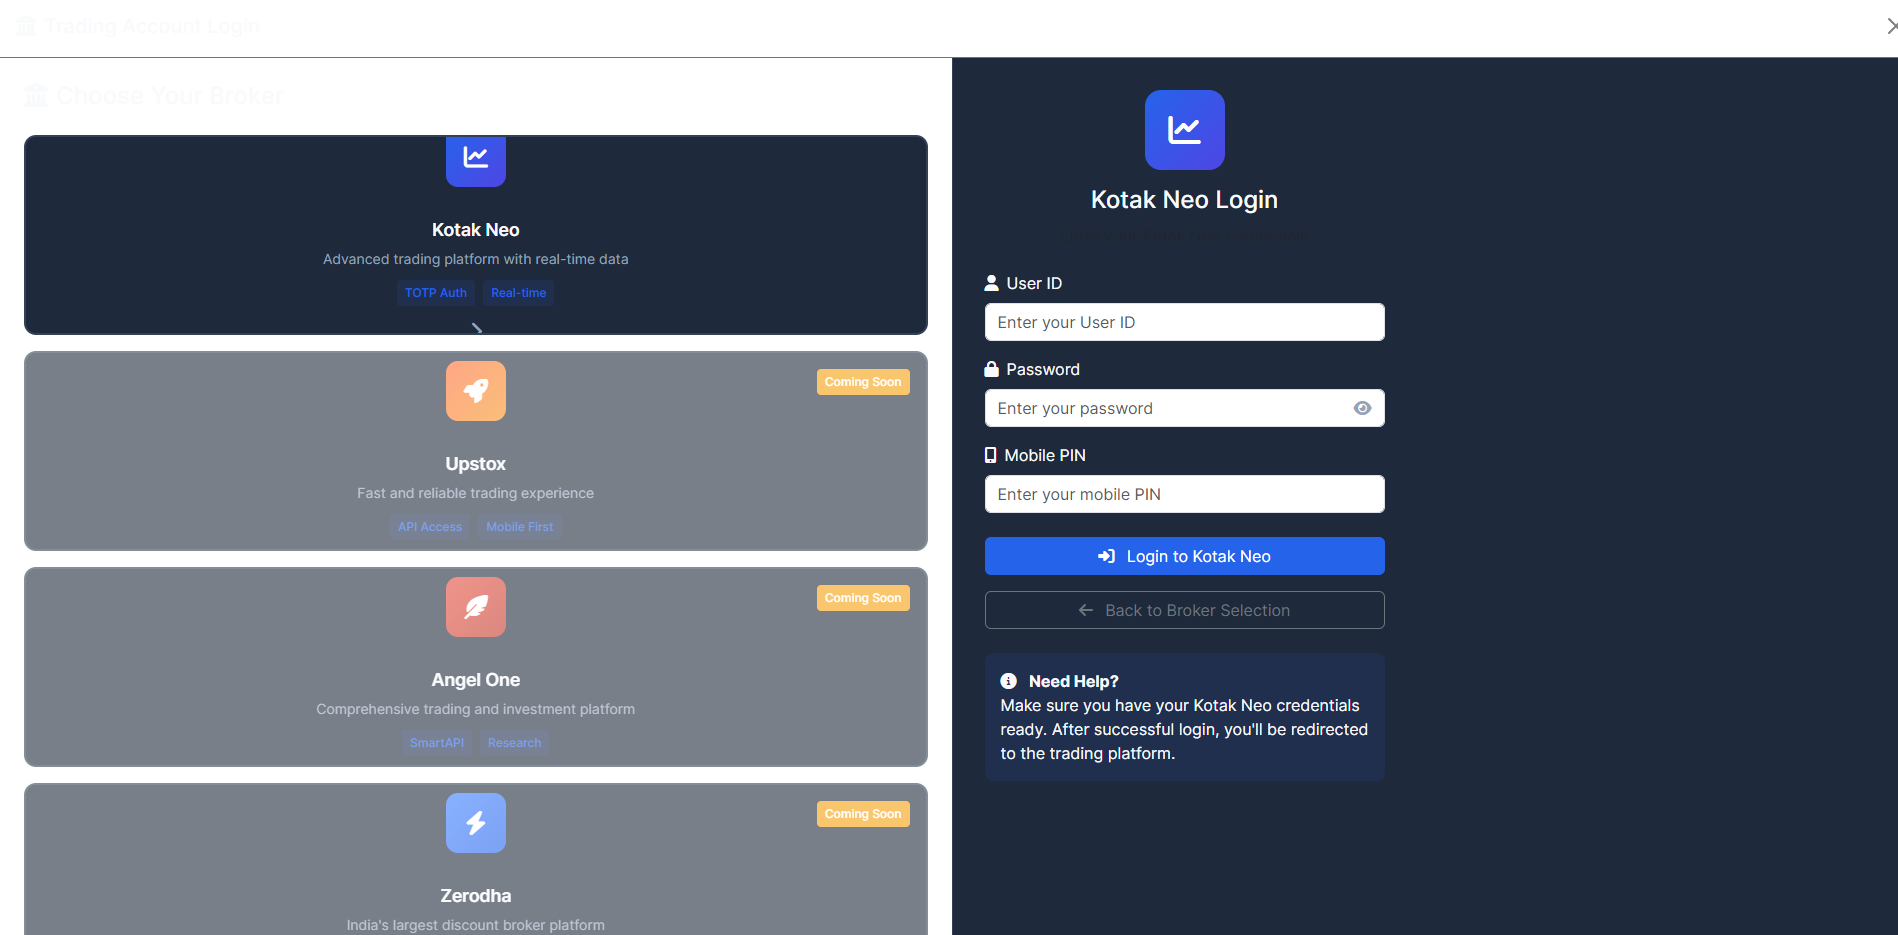 Trading Account Login
Choose Your Broker
Kotak Neo
Advanced trading platform with real-time data
TOTP Auth
Real-time
Coming Soon
Upstox
Fast and reliable trading experience
API Access
Mobile First
Coming Soon
Angel One
Comprehensive trading and investment platform
SmartAPI
Research
Coming Soon
Zerodha
India's largest discount broker platform
Kotak Neo Login
User ID
Enter your User ID
Password
Enter your password
Mobile PIN
Enter your mobile PIN
Login to Kotak Neo
Back to Broker Selection
Need Help?
Make sure you have your Kotak Neo credentials
ready. After successful login, you'll be redirected
to the trading platform.